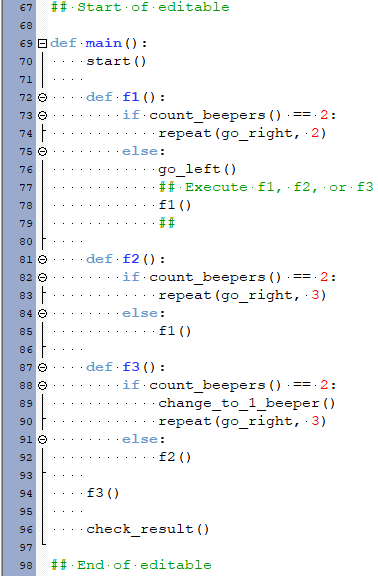 67 ## Start of editable
68
69 def main():
70 start()
71
72 def f1():
73 if count_beepers() == 2:
74 repeat(go_right, 2)
75 else:
76 go_left()
77 ## Execute f1, f2, or f3
78 f1()
79 ##
80
81 def f2():
82 if count_beepers() == 2:
83 repeat(go_right, 3)
84 else:
85 f1()
86
87 def f3():
88 if count_beepers() == 2:
89 change_to_1_beeper()
90 repeat(go_right, 3)
91 else:
92 f2()
93
94 f3()
95
96 check_result()
97
98 ## End of editable